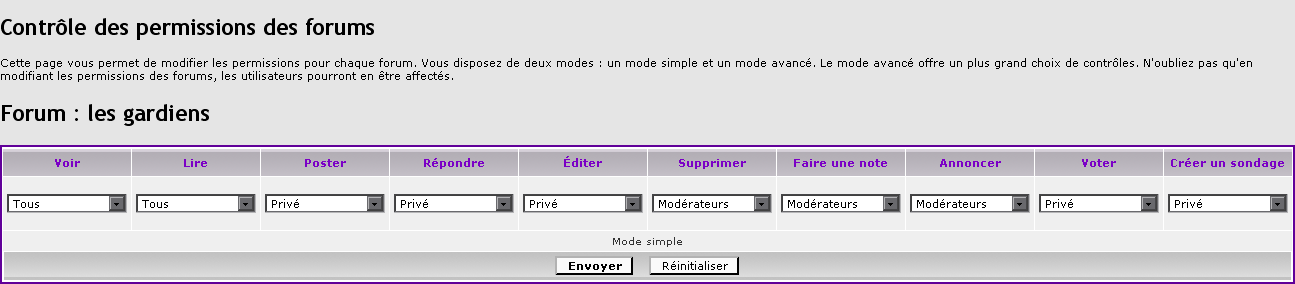 Contrôle des permissions des forums
Cette page vous permet de modifier les permissions pour chaque forum. Vous disposez de deux modes : un mode simple et un mode avancé. Le mode avancé offre un plus grand choix de contrôles. N'oubliez pas qu'en
modifiant les permissions des forums, les utilisateurs pourront en être affectés.
Forum : les gardiens
Voir Lire Poster Répondre Éditer Supprimer Faire une note Annoncer Voter Créer un sondage
Tous Tous Privé Privé Privé Modérateurs Modérateurs Modérateurs Privé Privé
Mode simple
Envoyer Réinitialiser